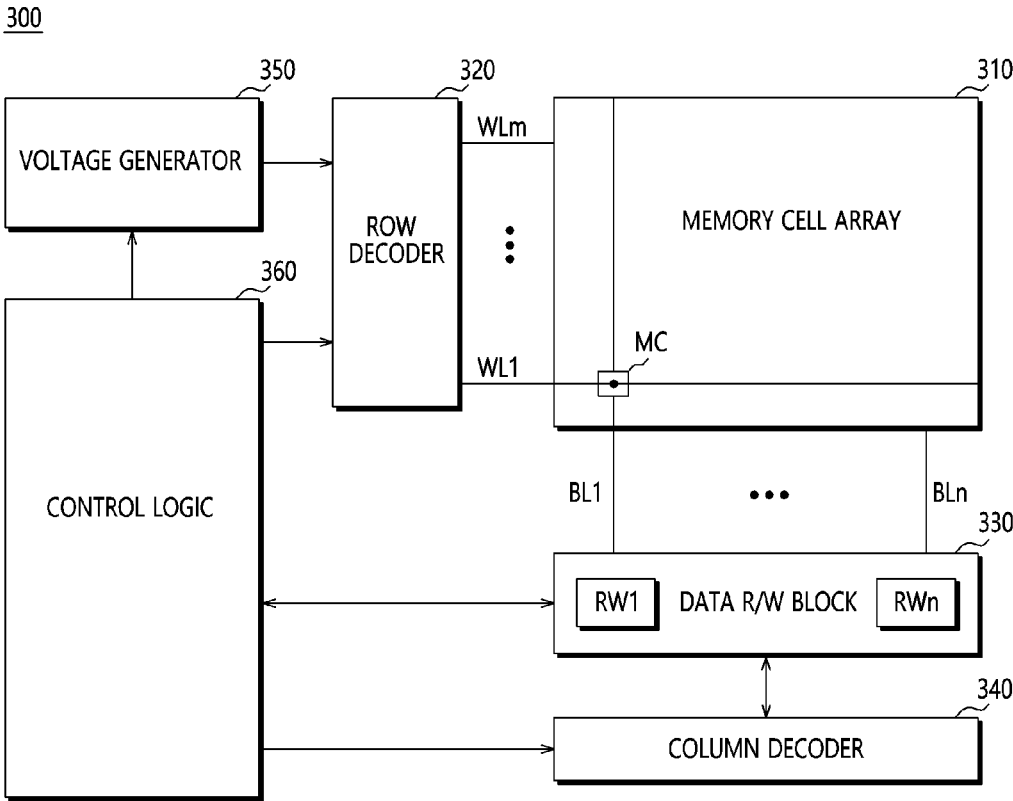 300
350
320
310
VOLTAGE GENERATOR
ROW
DECODER
WLm
MEMORY CELL ARRAY
360
CONTROL LOGIC
WL1
MC
BL1
BLn
330
RW1
DATA R/W BLOCK
RWn
340
COLUMN DECODER